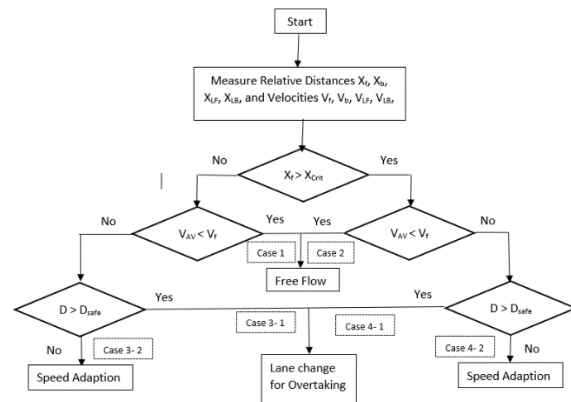 Start
Measure Relative Distances Xf, Xb,
XLF, XLB, and Velocities Vf, Vb, VLF, VLB,
No
Xf > XCrit
Yes
No
VAV < Vf
Yes
Yes
VAV < Vf
No
Case 1
Case 2
Free Flow
D > Dsafe
Yes
Yes
D > Dsafe
Case 3- 1
Case 4- 1
No
Case 3- 2
Case 4- 2
No
Speed Adaption
Lane change
for Overtaking
Speed Adaption